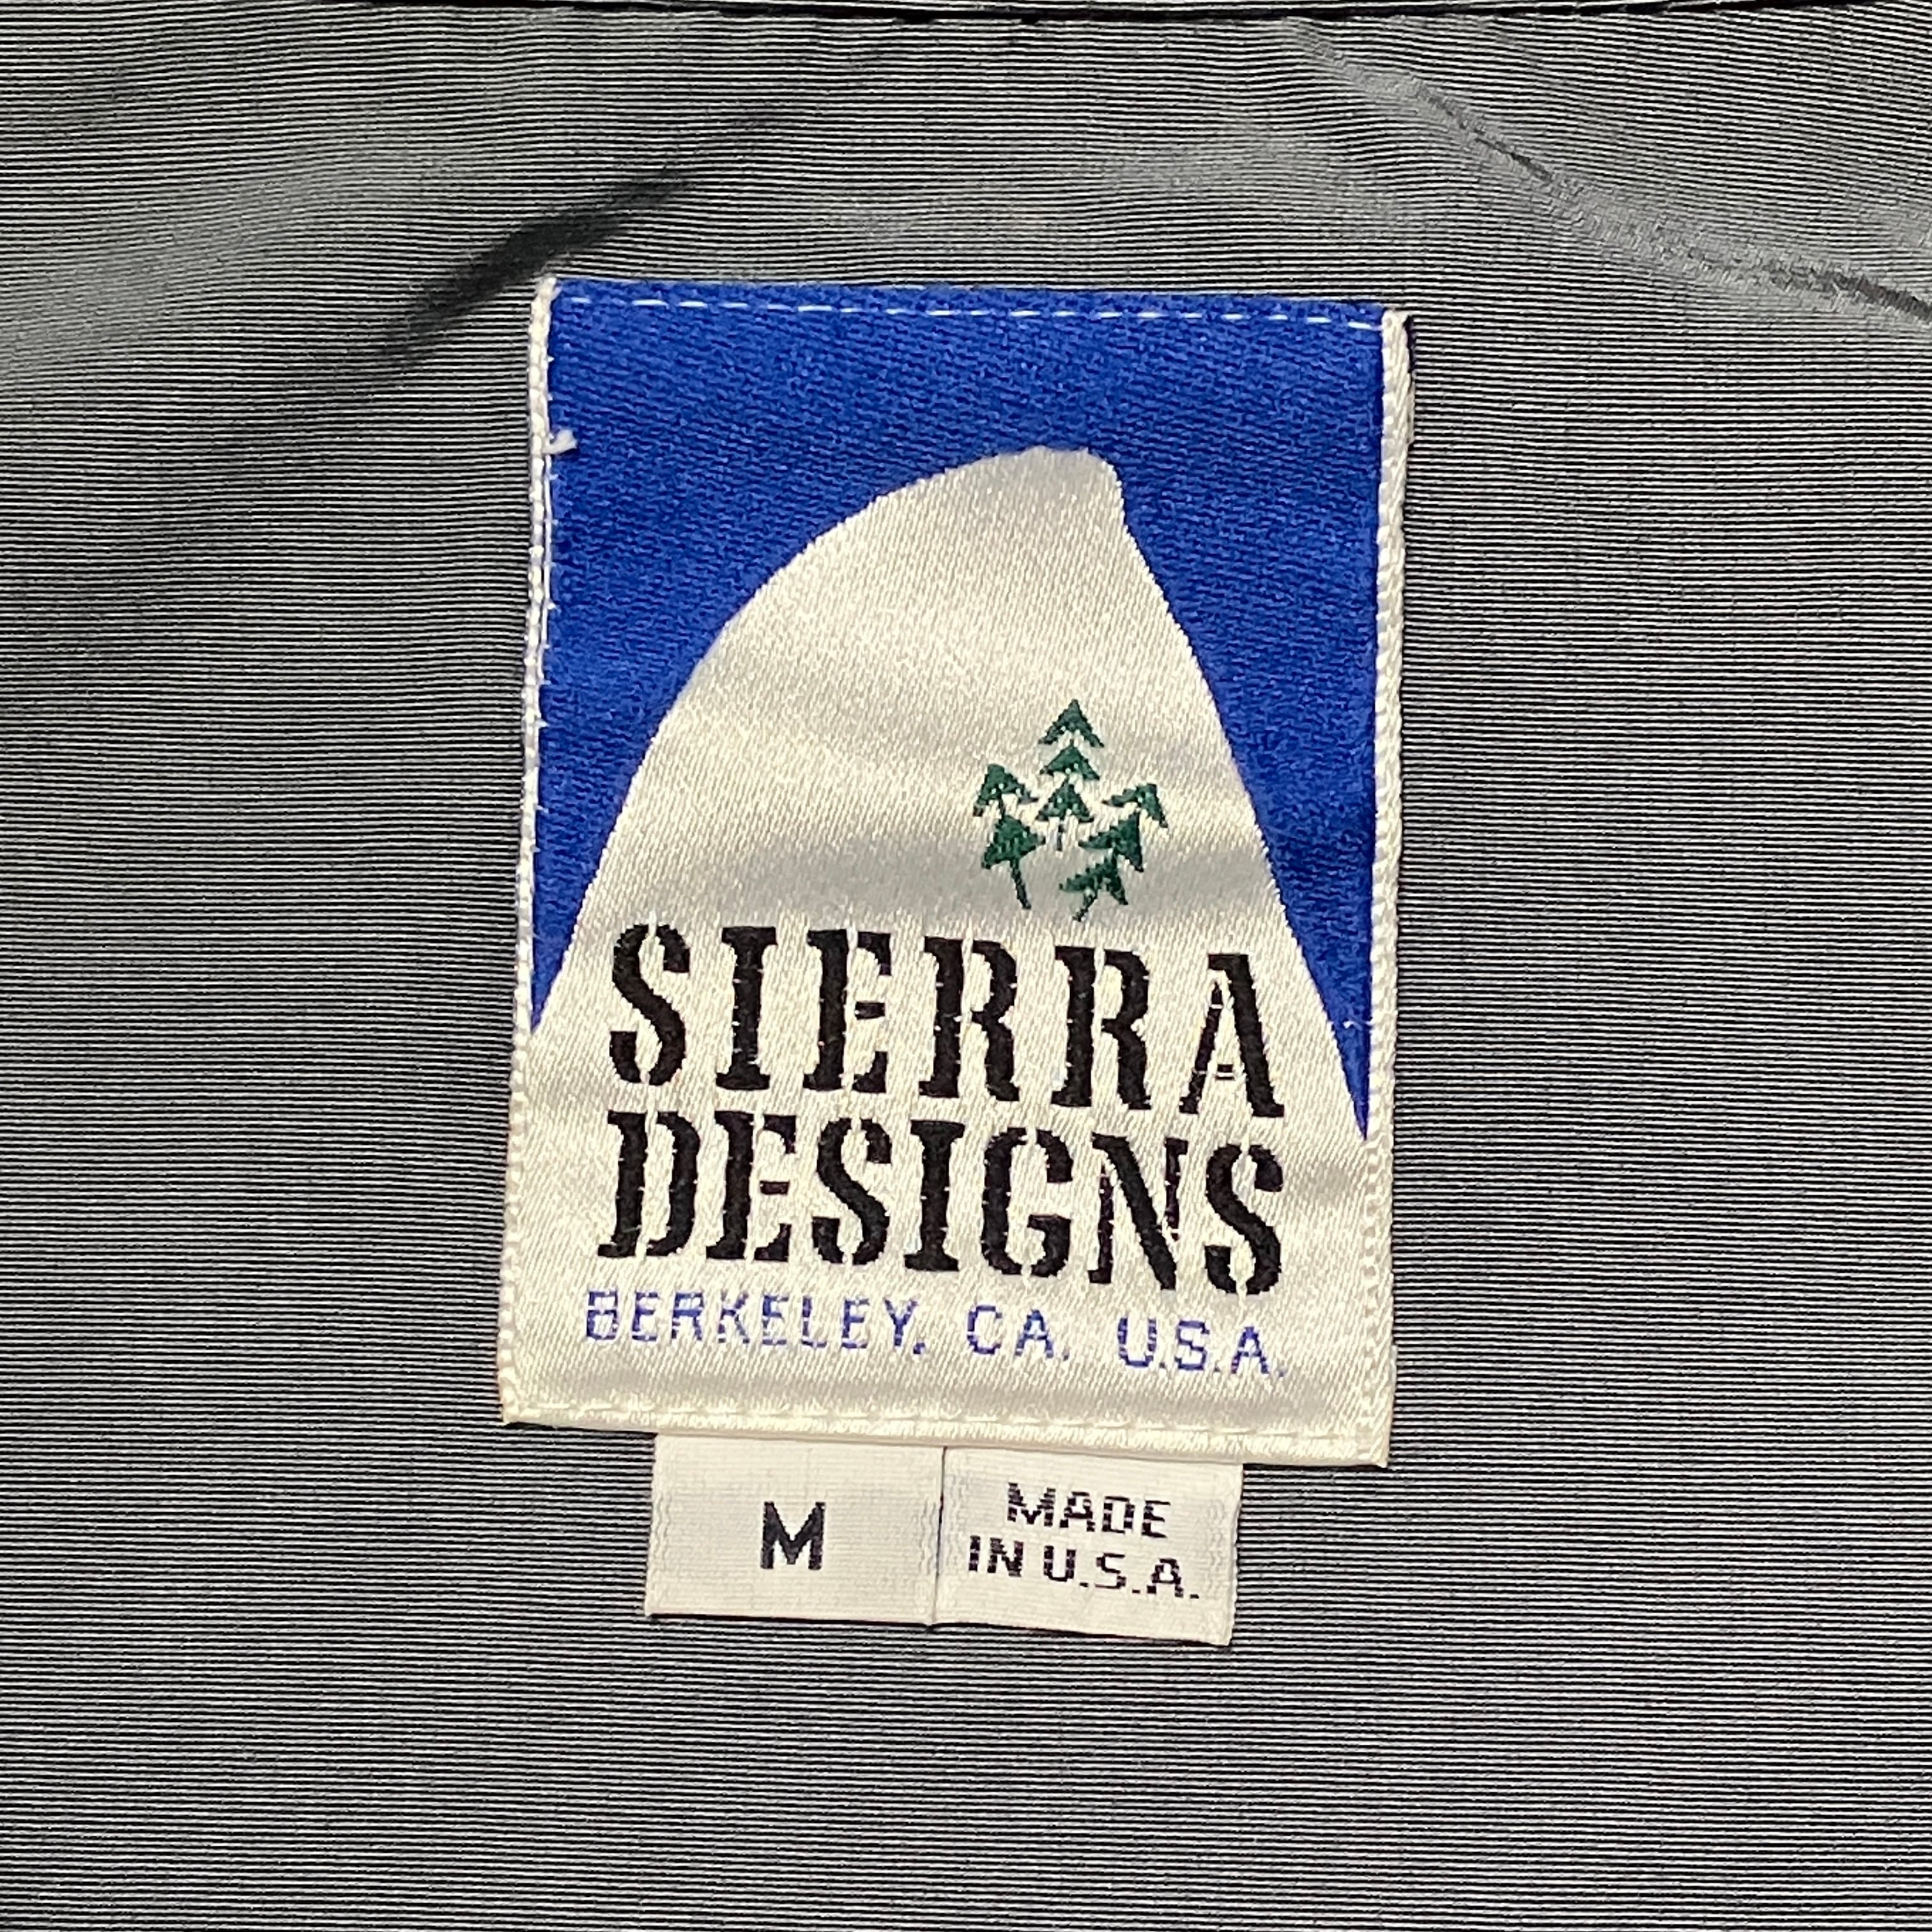 SIERRA
DESIGNS
BERKELEY, CA. U.S.A.
M
MADE
IN U.S.A.